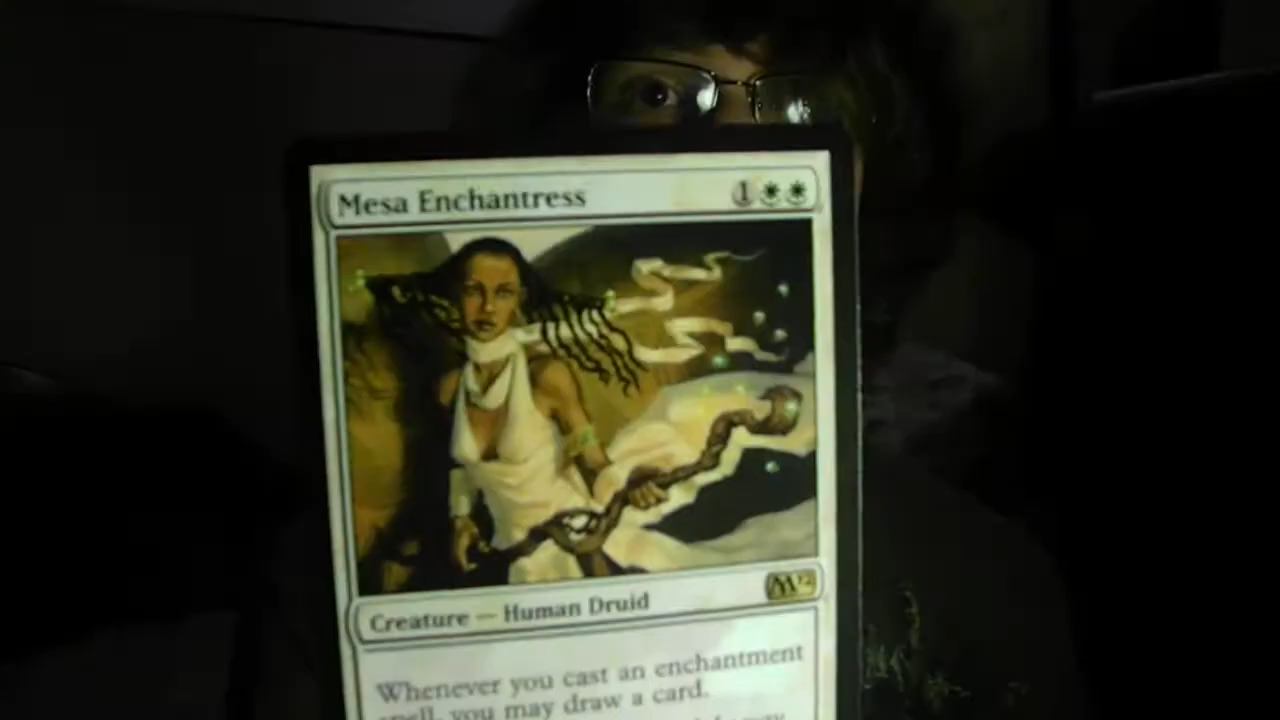 Mesa Enchantress 1
M12
Creature — Human Druid
Whenever you cast an enchantment
spell, you may draw a card.